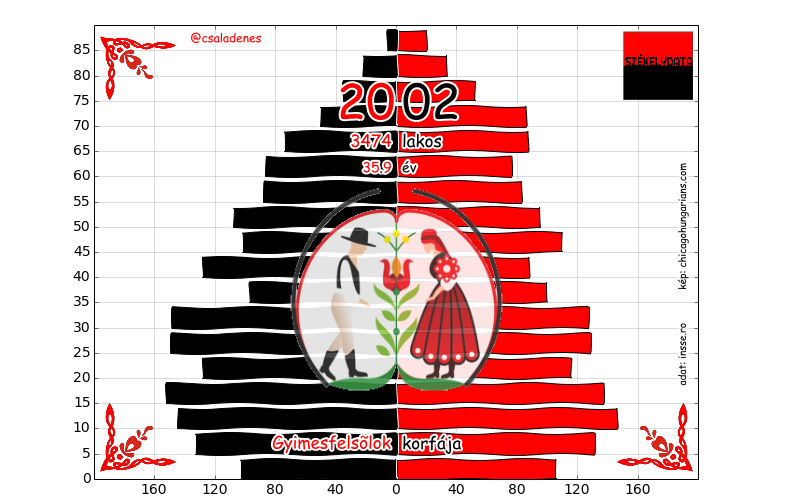 @csaladenes
SZÉKELYDATA
2002
3474 lakos
35.9 év
kép: chicagohungarians.com
adat: insse.ro
Gyimesfelsőlok korfája
85
80
75
70
65
60
55
50
45
40
35
30
25
20
15
10
5
0
160 120 80 40 0 40 80 120 160